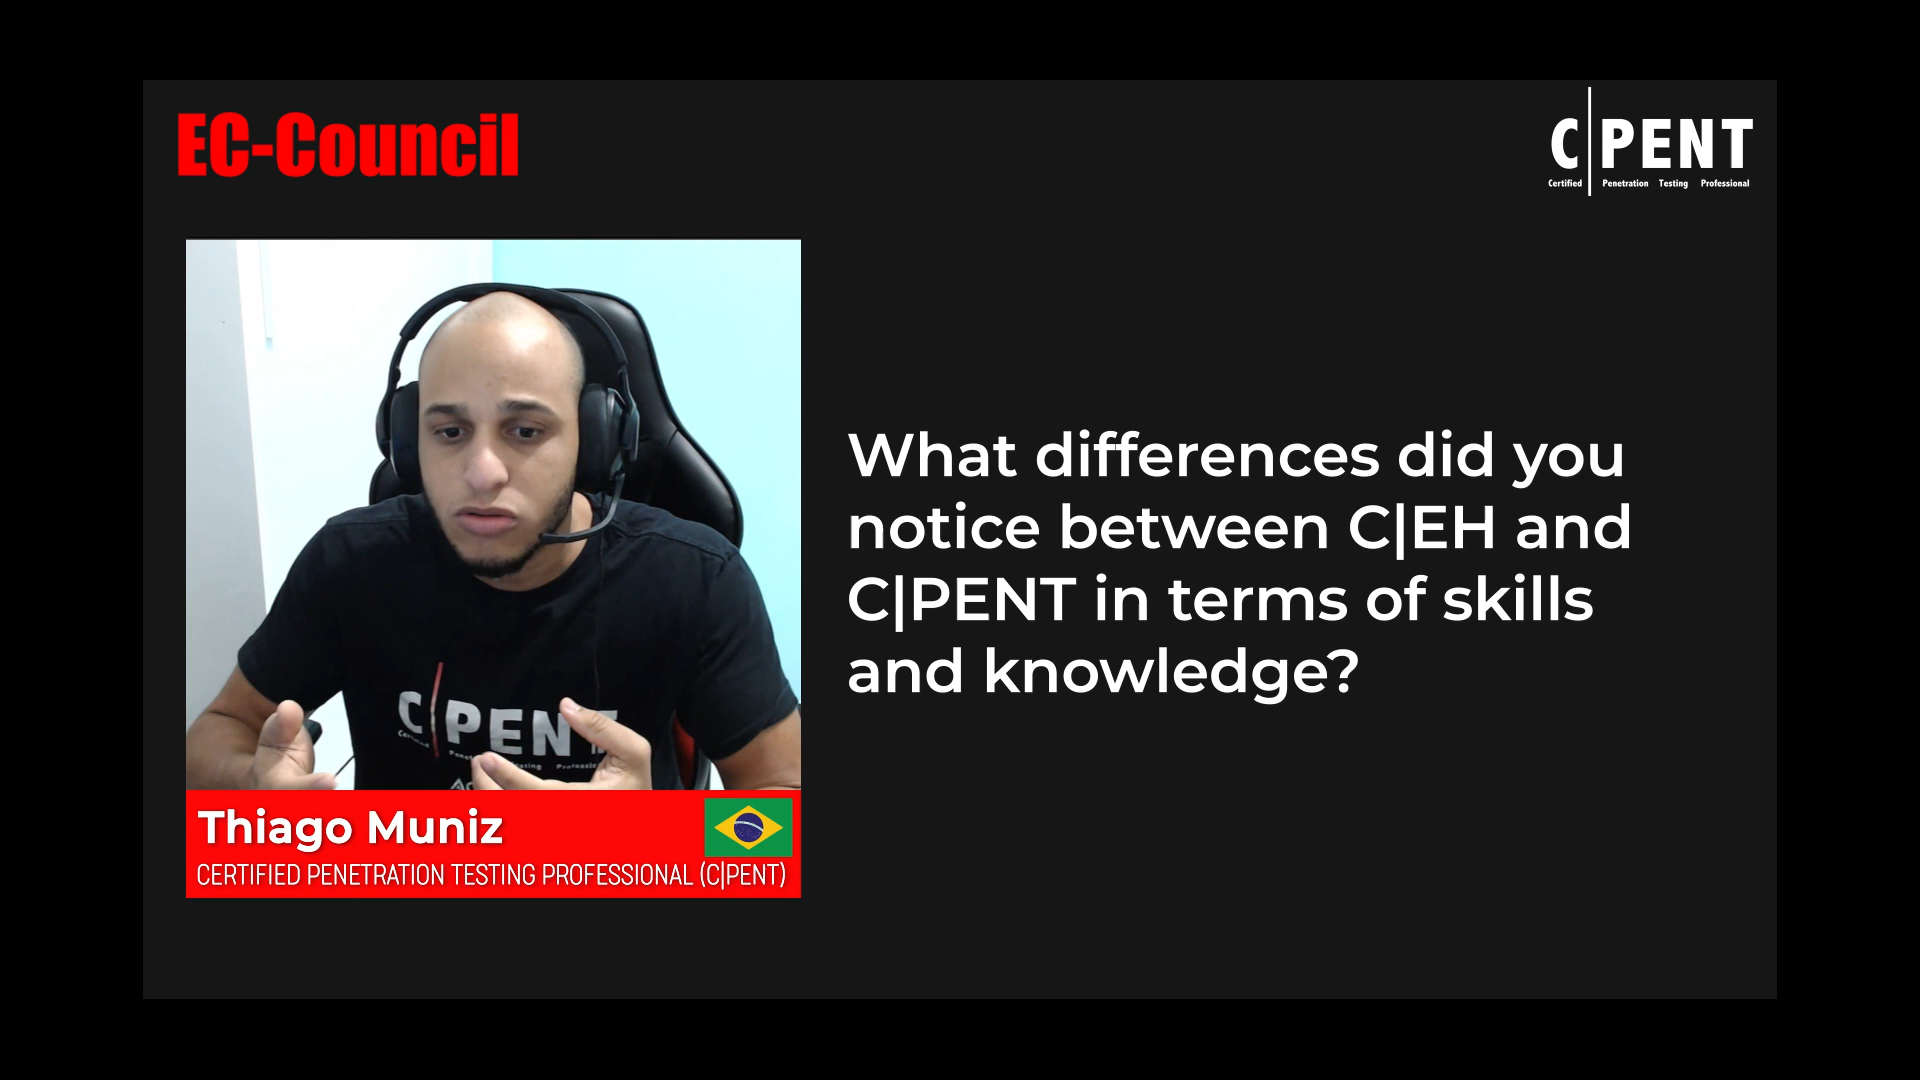 EC-Council
C|PENT
Certified Penetration Testing Professional
What differences did you
notice between C|EH and
C|PENT in terms of skills
and knowledge?
C|PENT
Thiago Muniz
CERTIFIED PENETRATION TESTING PROFESSIONAL (C|PENT)